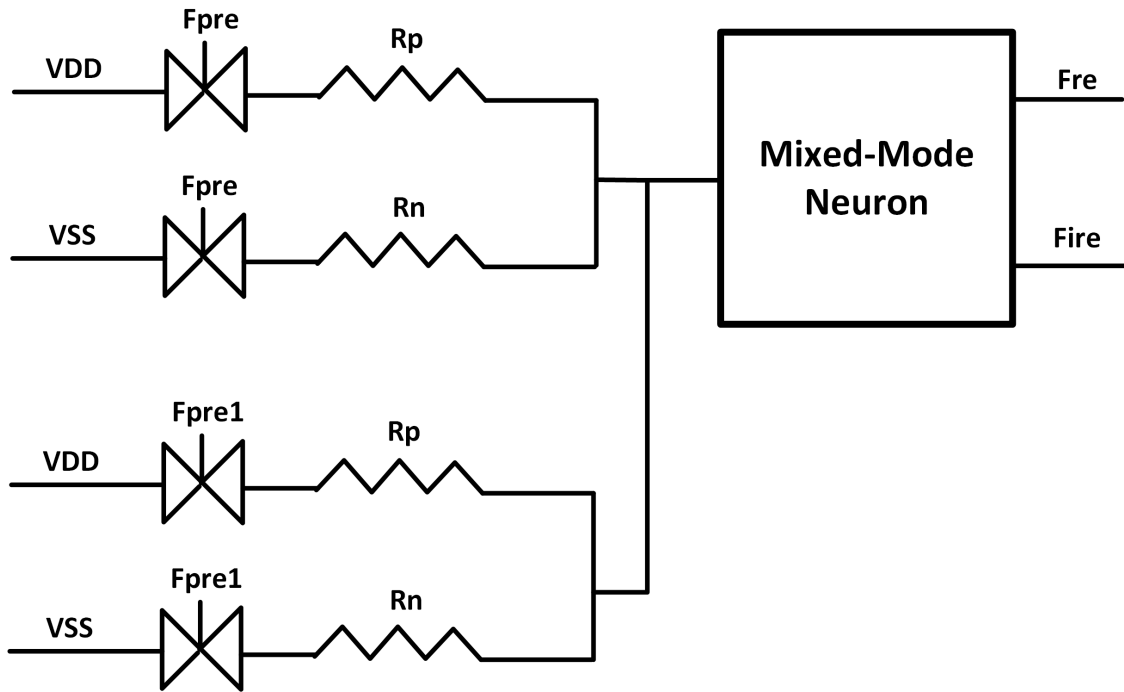 Fpre
Rp
VDD
Fre
Mixed-Mode
Neuron
Fpre
Rn
VSS
Fire
Fpre1
Rp
VDD
Fpre1
Rn
VSS